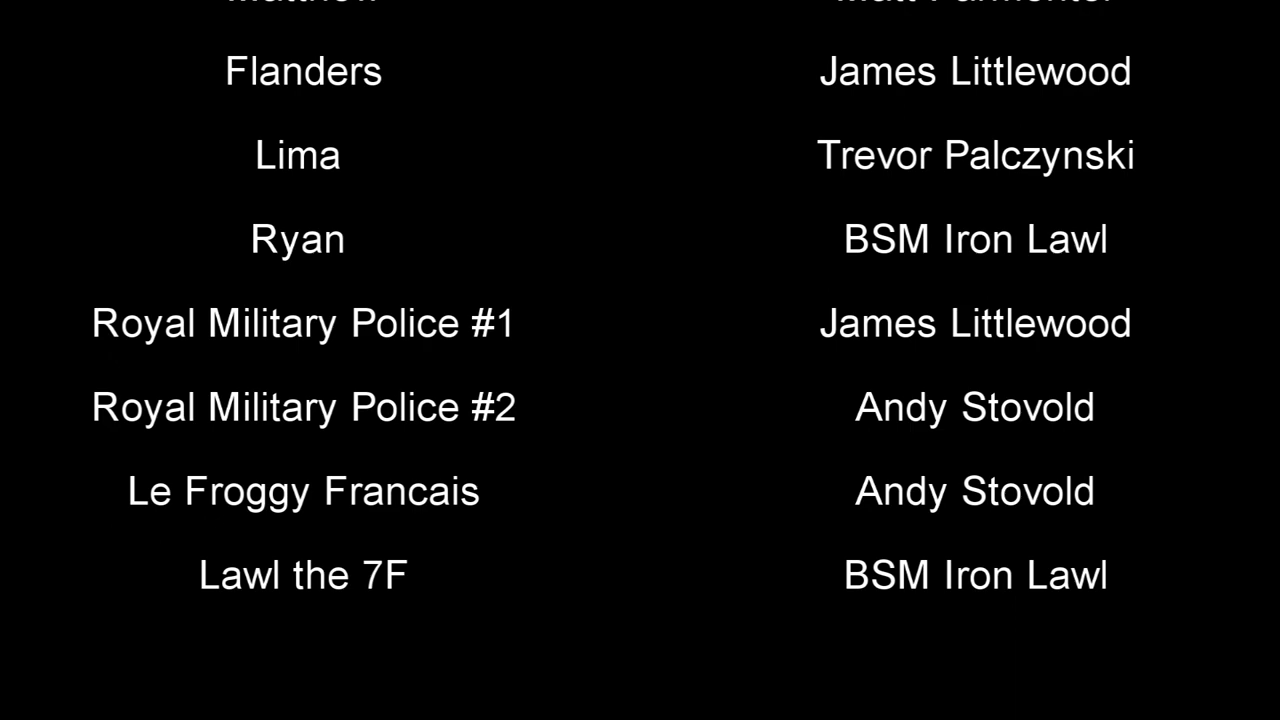 Flanders James Littlewood
Lima Trevor Palczynski
Ryan BSM Iron Lawl
Royal Military Police #1 James Littlewood
Royal Military Police #2 Andy Stovold
Le Froggy Francais Andy Stovold
Lawl the 7F BSM Iron Lawl